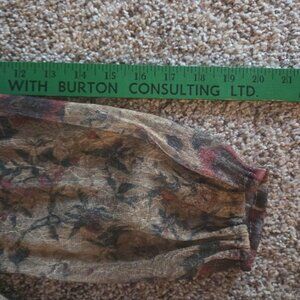 12 13 14 15 16 17 18 19 20 21
WITH BURTON CONSULTING LTD.